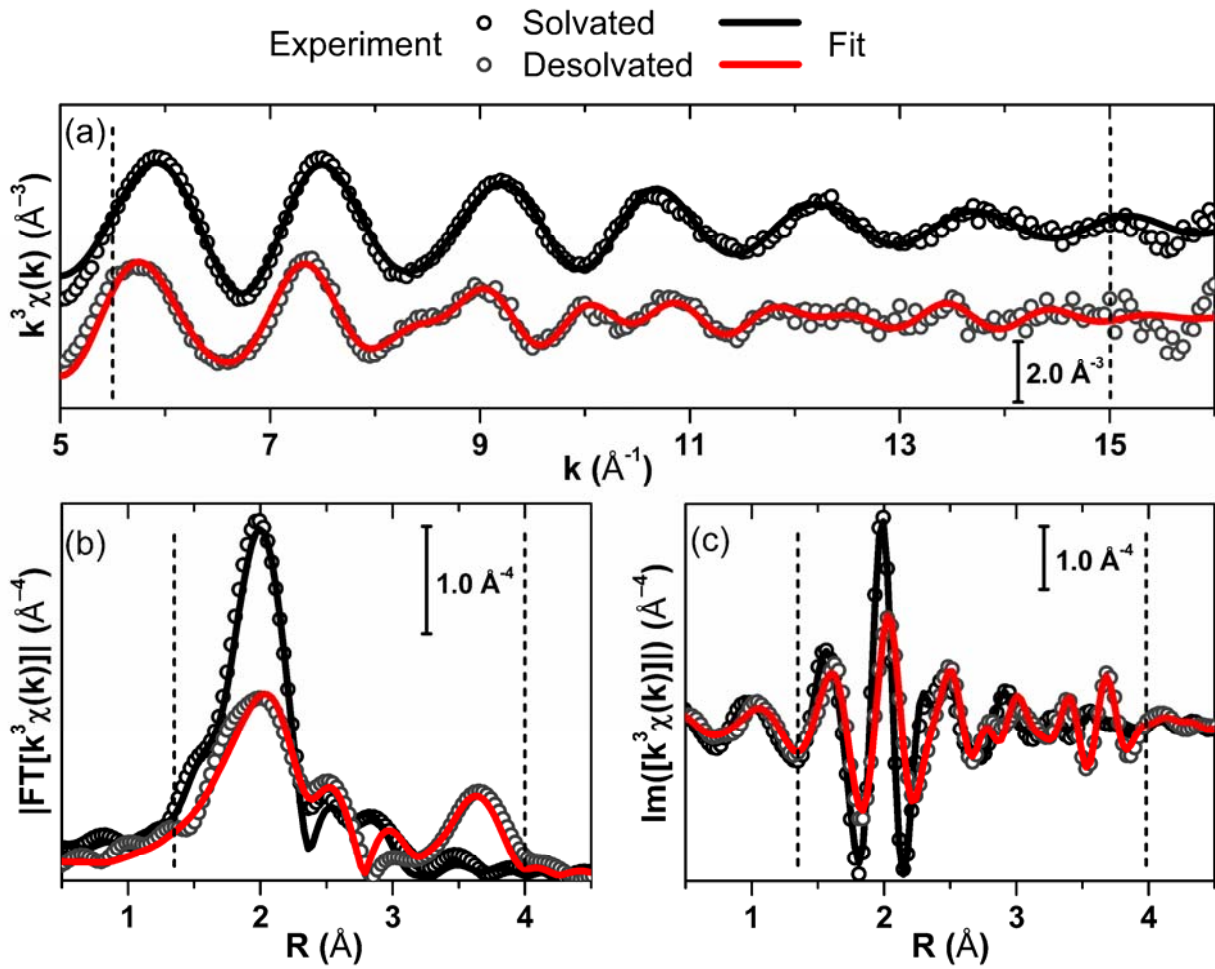 Experiment Solvated Fit
Desolvated
(a)
k³χ(k) (Å⁻³)
2.0 Å⁻³
5 7 9 11 13 15
k (Å⁻¹)
(b)
|FT[k³χ(k)]| (Å⁻⁴)
1.0 Å⁻⁴
1 2 3 4
R (Å)
(c)
Im([k³χ(k)]|) (Å⁻⁴)
1.0 Å⁻⁴
1 2 3 4
R (Å)